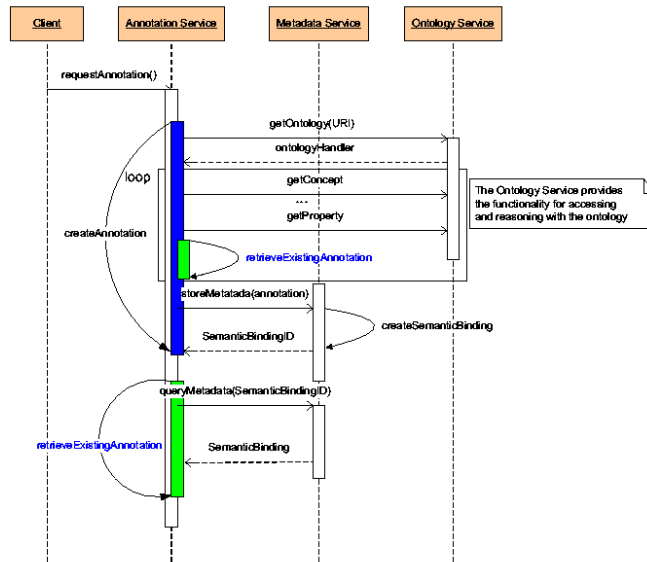 Client
Annotation Service
Metadata Service
Ontology Service
requestAnnotation()
getOntology(URI)
ontologyHandler
loop
getConcept
...
getProperty
The Ontology Service provides
the functionality for accessing
and reasoning with the ontology
createAnnotation
retrieveExistingAnnotation
storeMetatada(annotation)
createSemanticBinding
SemanticBindingID
queryMetadata(SemanticBindingID)
retrieveExistingAnnotation
SemanticBinding